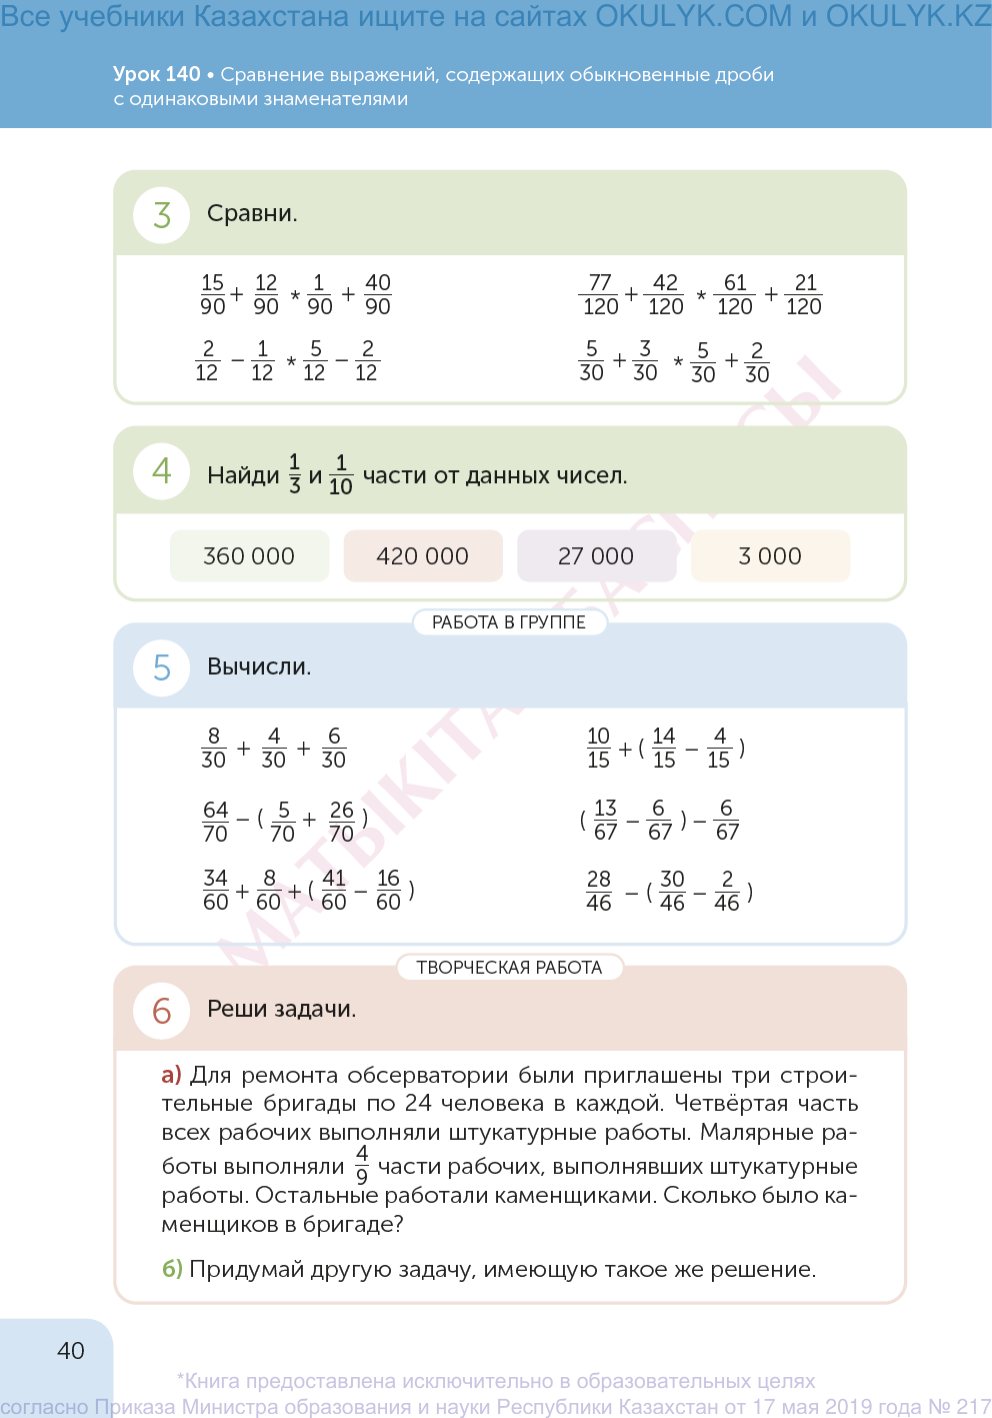 Все учебники Казахстана ищите на сайтах OKULYK.COM и OKULYK.KZ
Урок 140 • Сравнение выражений, содержащих обыкновенные дроби
с одинаковыми знаменателями
3 Сравни.
15/90 + 12/90 * 1/90 + 40/90
77/120 + 42/120 * 61/120 + 21/120
2/12 − 1/12 * 5/12 − 2/12
5/30 + 3/30 * 5/30 + 2/30
4 Найди 1/3 и 1/10 части от данных чисел.
360 000 420 000 27 000 3 000
РАБОТА В ГРУППЕ
5 Вычисли.
8/30 + 4/30 + 6/30
10/15 + ( 14/15 − 4/15 )
64/70 − ( 5/70 + 26/70 )
( 13/67 − 6/67 ) − 6/67
34/60 + 8/60 + ( 41/60 − 16/60 )
28/46 − ( 30/46 − 2/46 )
ТВОРЧЕСКАЯ РАБОТА
6 Реши задачи.
а) Для ремонта обсерватории были приглашены три строи-
тельные бригады по 24 человека в каждой. Четвёртая часть
всех рабочих выполняли штукатурные работы. Малярные ра-
боты выполняли 4/9 части рабочих, выполнявших штукатурные
работы. Остальные работали каменщиками. Сколько было ка-
менщиков в бригаде?
б) Придумай другую задачу, имеющую такое же решение.
40
*Книга предоставлена исключительно в образовательных целях
согласно Приказа Министра образования и науки Республики Казахстан от 17 мая 2019 года № 217